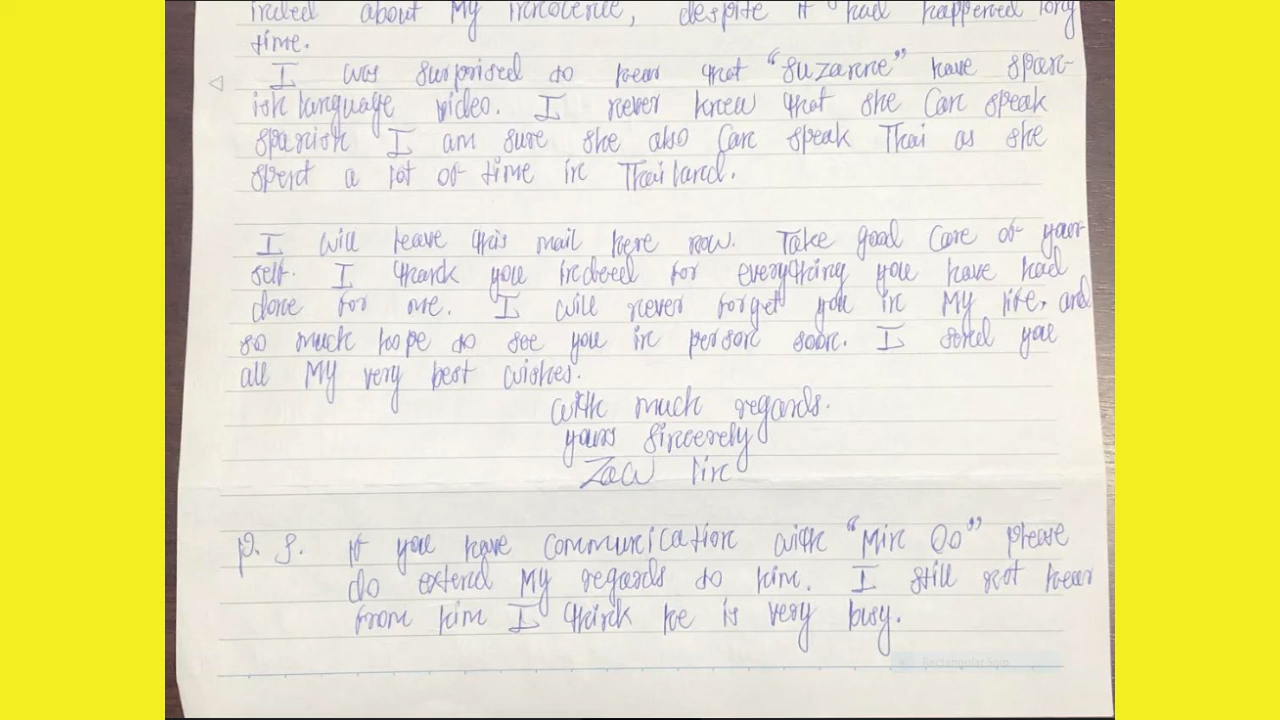 indeed about My innocence, despite it had happened long
time.
I was surprised to hear that "Suzanne" have span-
ish language video. I never knew that she can speak
spanish I am sure she also can speak Thai as she
spent a lot of time in Thailand.
I will leave this mail here now. Take good care of your-
self. I thank you indeed for everything you have had
done for me. I will never forget you in My life, and
so much hope to see you in person soon. I send you
all My very best wishes.
with much regards.
yours sincerely
Zaw lin
P. S. if you have communication with "Min Oo" please
do extend My regards to him. I still not hear
from him I think he is very busy.